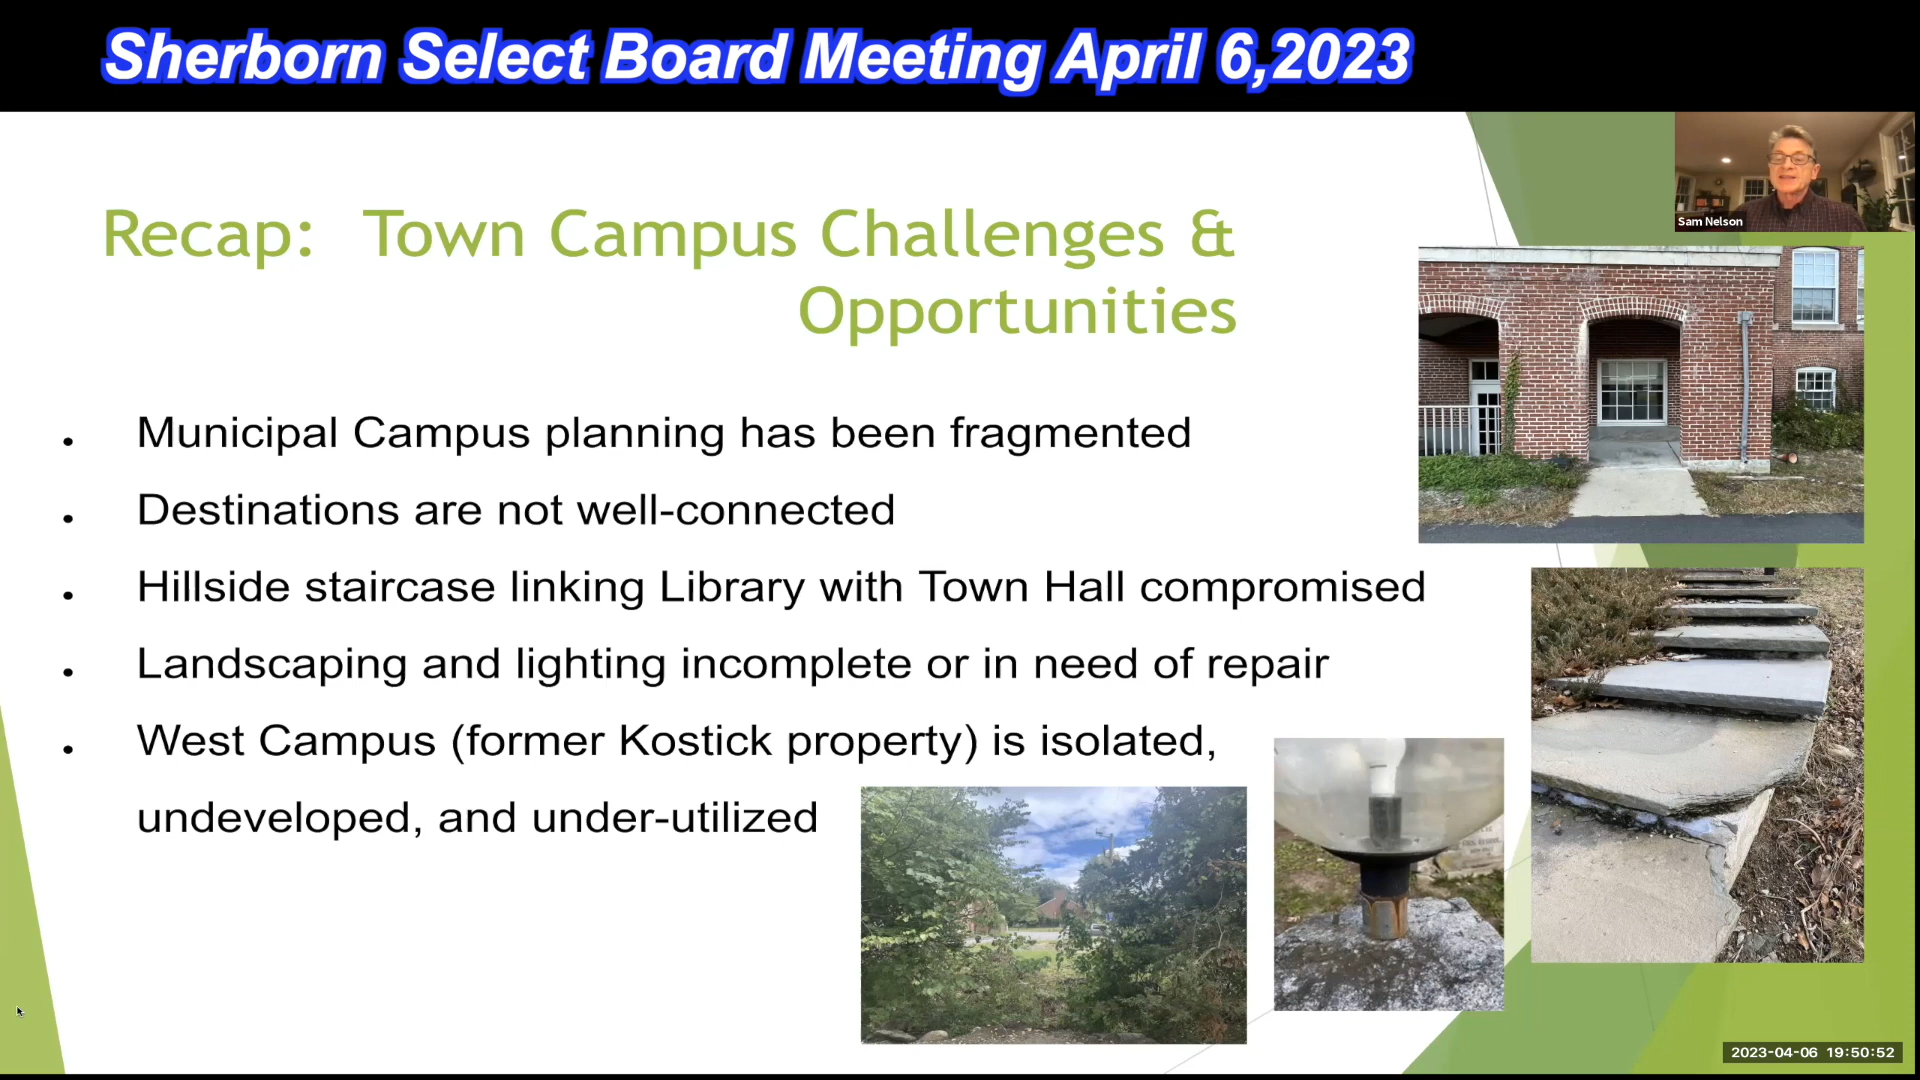 Sherborn Select Board Meeting April 6,2023
Sam Nelson
Recap: Town Campus Challenges &
Opportunities
• Municipal Campus planning has been fragmented
• Destinations are not well-connected
• Hillside staircase linking Library with Town Hall compromised
• Landscaping and lighting incomplete or in need of repair
• West Campus (former Kostick property) is isolated,
undeveloped, and under-utilized
2023-04-06 19:50:52